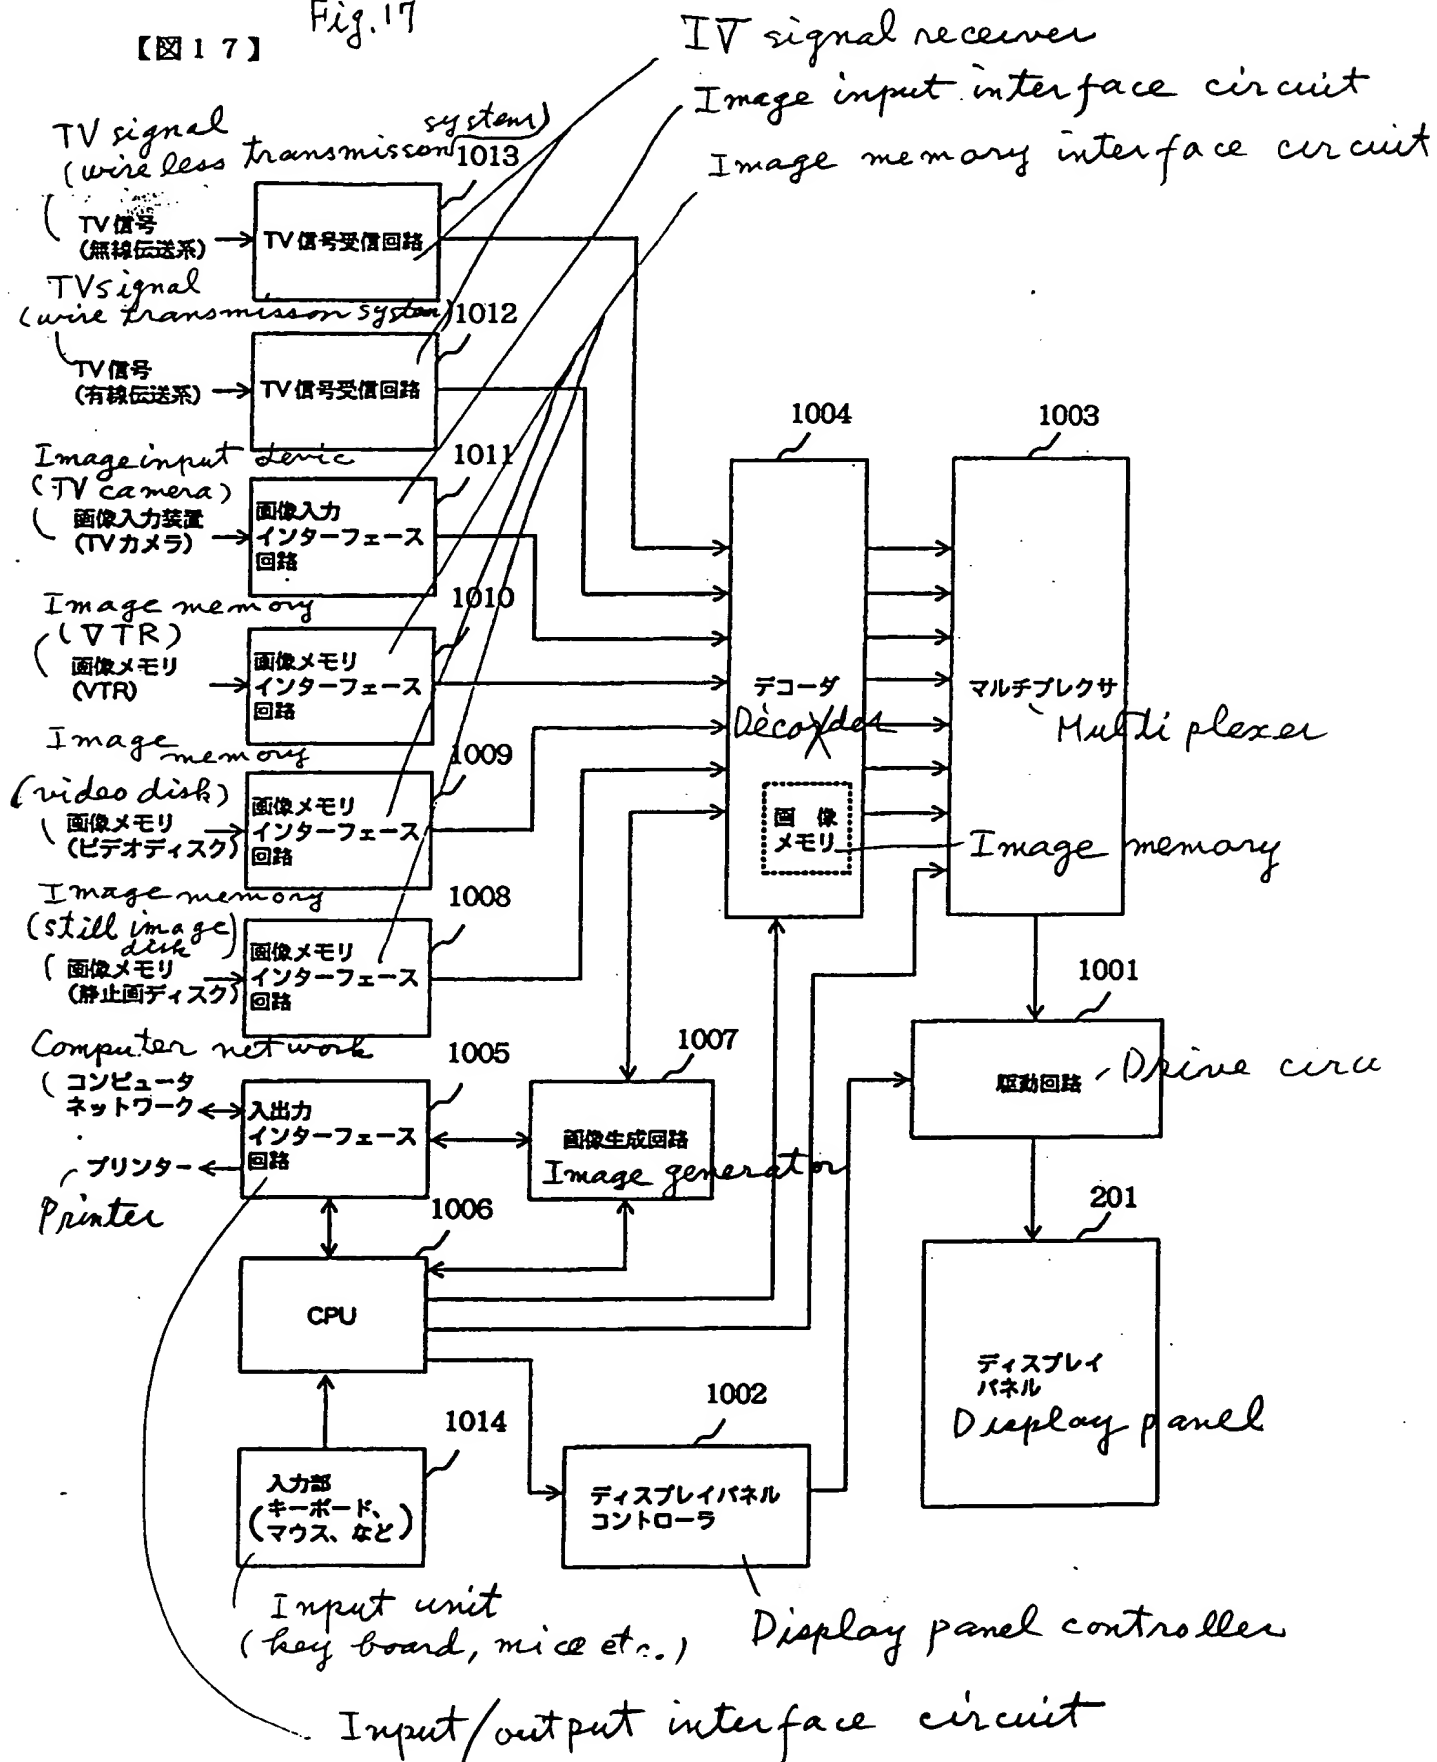 Fig.17
【図17】
TV signal receiver
Image input interface circuit
Image memory interface circuit
TV signal
(wireless transmisson system)
1013
TV信号
(無線伝送系)
TV信号受信回路
TV signal
(wire transmisson system)
1012
TV信号
(有線伝送系)
TV信号受信回路
Image input devic
(TV camera)
1011
画像入力装置
(TVカメラ)
画像入力
インターフェース
回路
Image memory
(VTR)
1010
画像メモリ
(VTR)
画像メモリ
インターフェース
回路
Image memory
(video disk)
1009
画像メモリ
(ビデオディスク)
画像メモリ
インターフェース
回路
Image memory
(still image
disk)
1008
画像メモリ
(静止画ディスク)
画像メモリ
インターフェース
回路
1004
デコーダ
画像
メモリ
Image memory
1003
マルチプレクサ
Multiplexer
Computer network
1005
コンピュータ
ネットワーク
プリンター
Printer
入出力
インターフェース
回路
1007
画像生成回路
Image generator
1001
駆動回路
Drive circu
1006
CPU
201
ディスプレイ
パネル
Display panel
1014
入力部
(キーボード、
マウス、など)
1002
ディスプレイパネル
コントローラ
Input unit
(key board, mice etc.)
Display panel controller
Input/output interface circuit